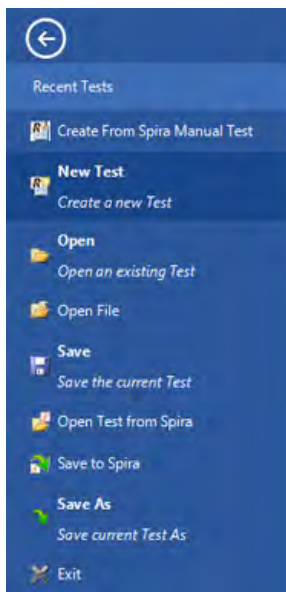 Recent Tests
Create From Spira Manual Test
New Test
Create a new Test
Open
Open an existing Test
Open File
Save
Save the current Test
Open Test from Spira
Save to Spira
Save As
Save current Test As
Exit